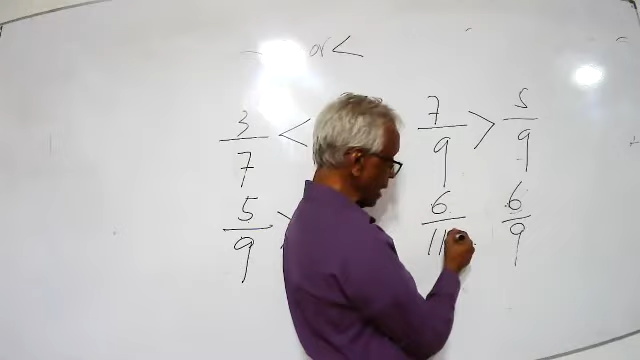 or <
3/7 < 7/9 > 5/9
5/9 > 6/11 6/9